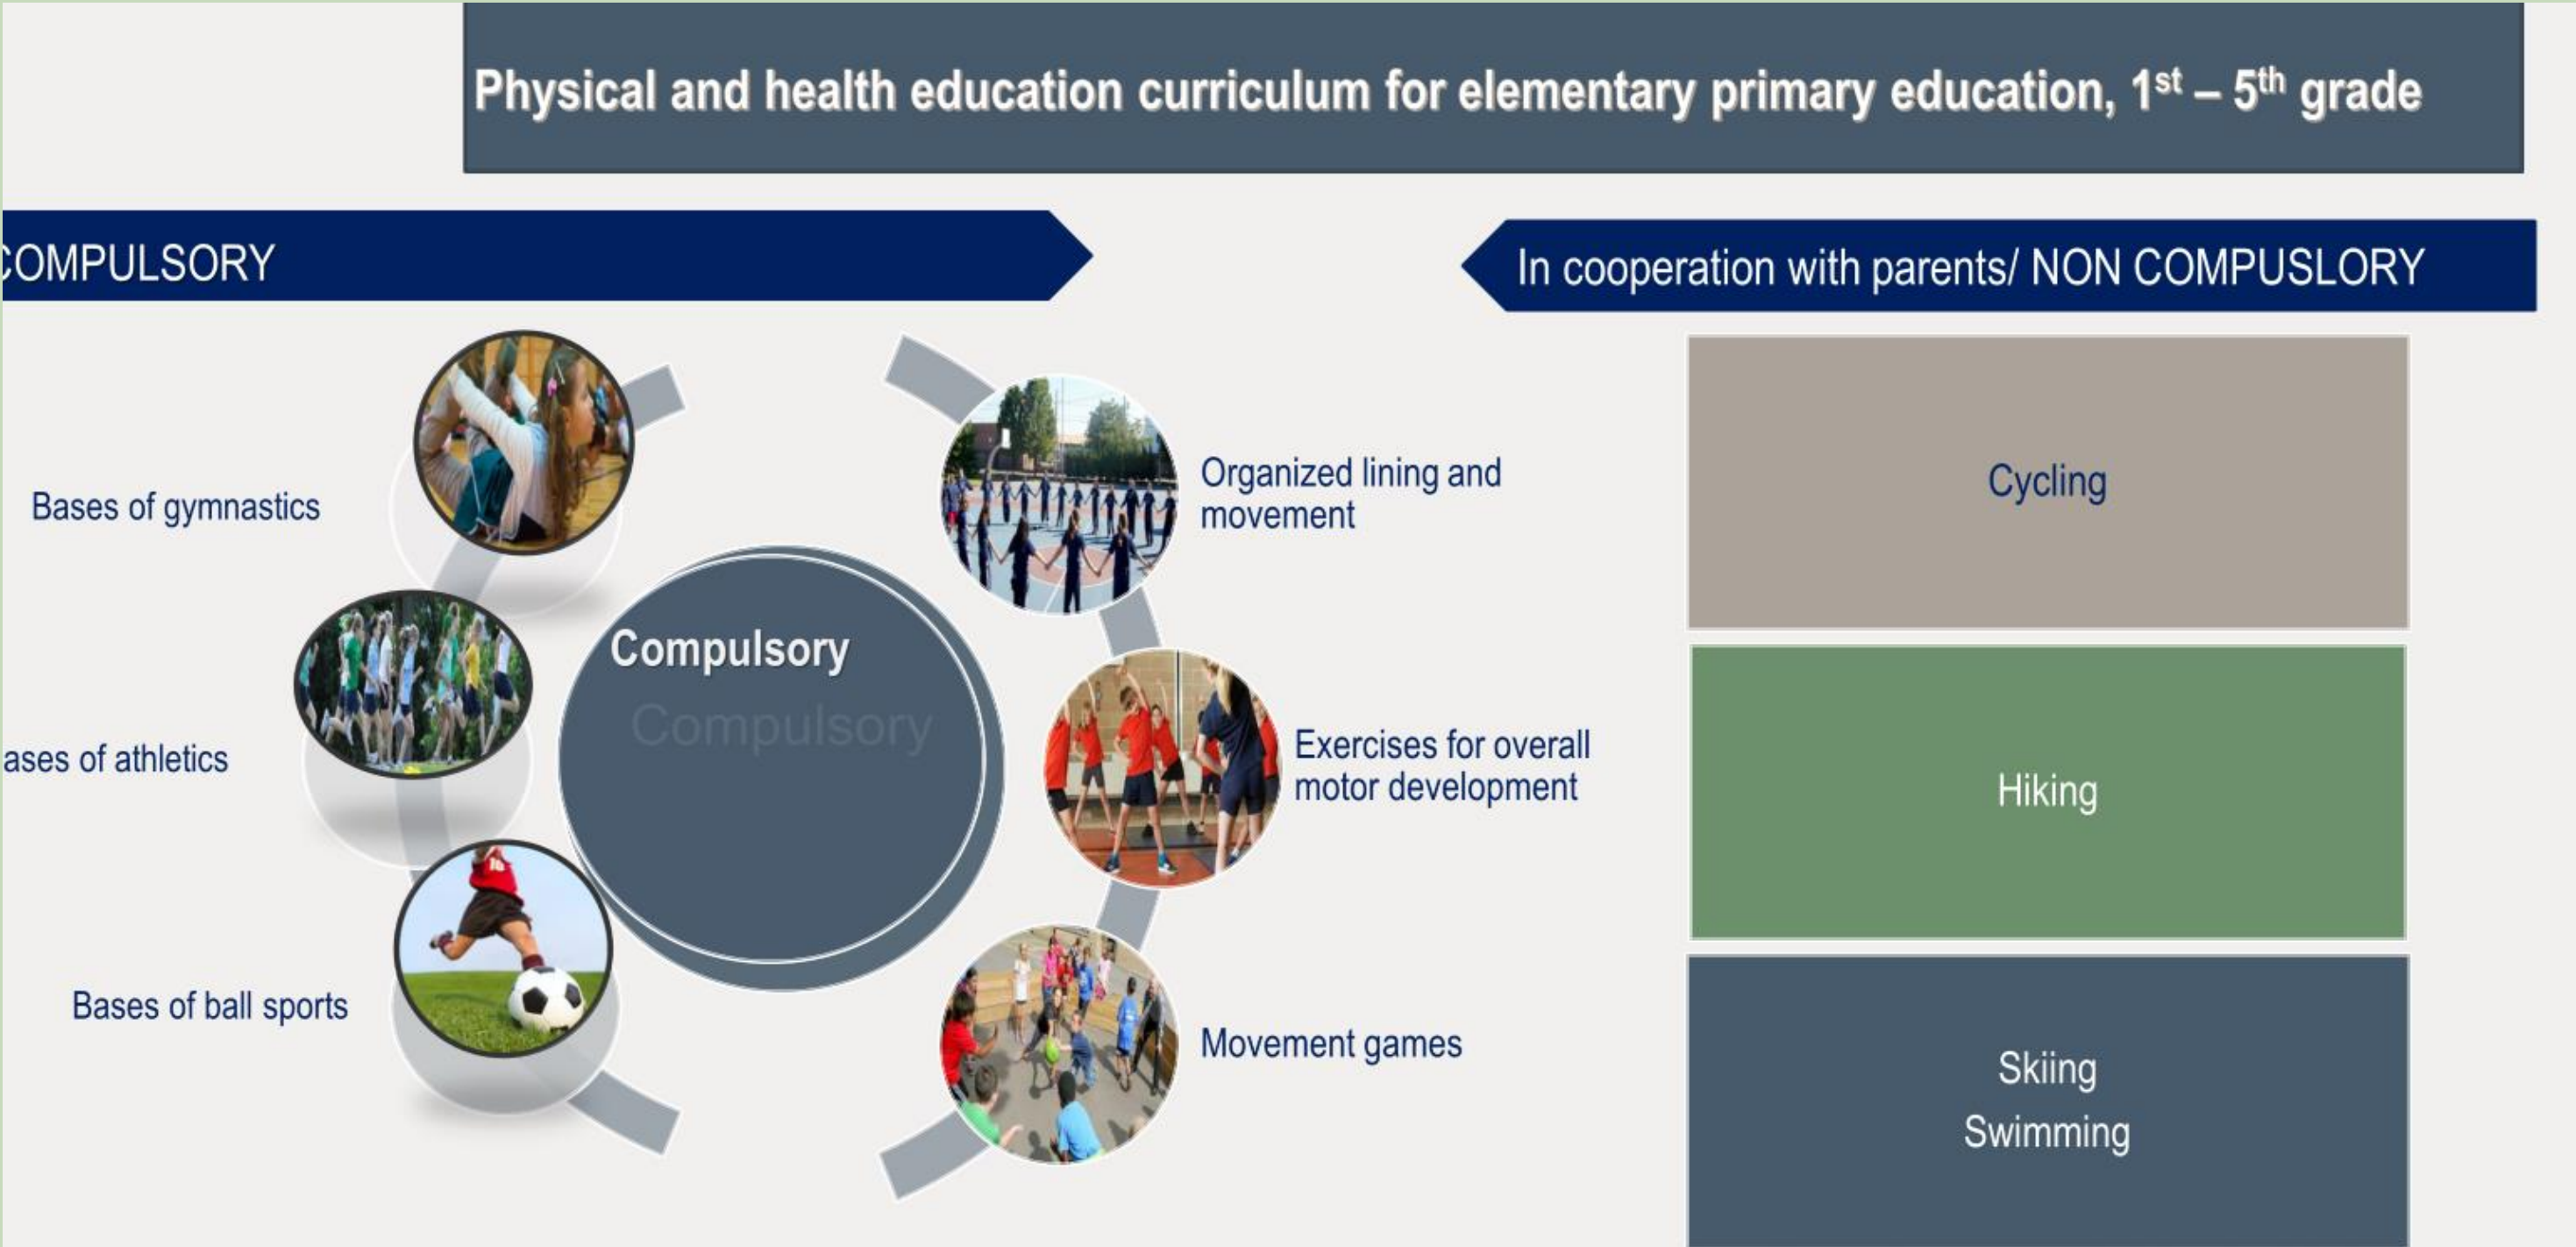 Physical and health education curriculum for elementary primary education, 1st – 5th grade
COMPULSORY
In cooperation with parents/ NON COMPUSLORY
Bases of gymnastics
ases of athletics
Bases of ball sports
Compulsory
Compulsory
Organized lining and
movement
Exercises for overall
motor development
Movement games
Cycling
Hiking
Skiing
Swimming